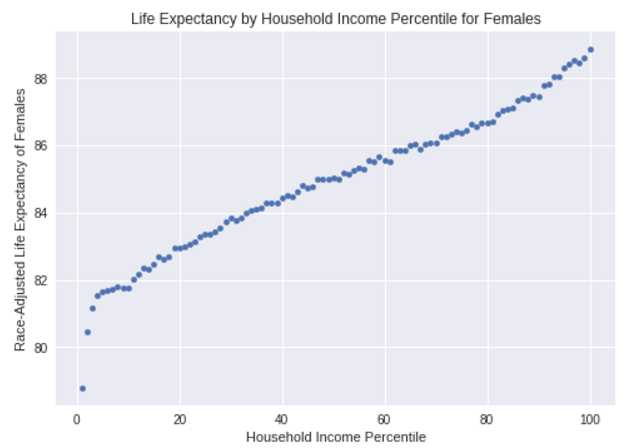 Life Expectancy by Household Income Percentile for Females
Race-Adjusted Life Expectancy of Females
88
86
84
82
80
0 20 40 60 80 100
Household Income Percentile